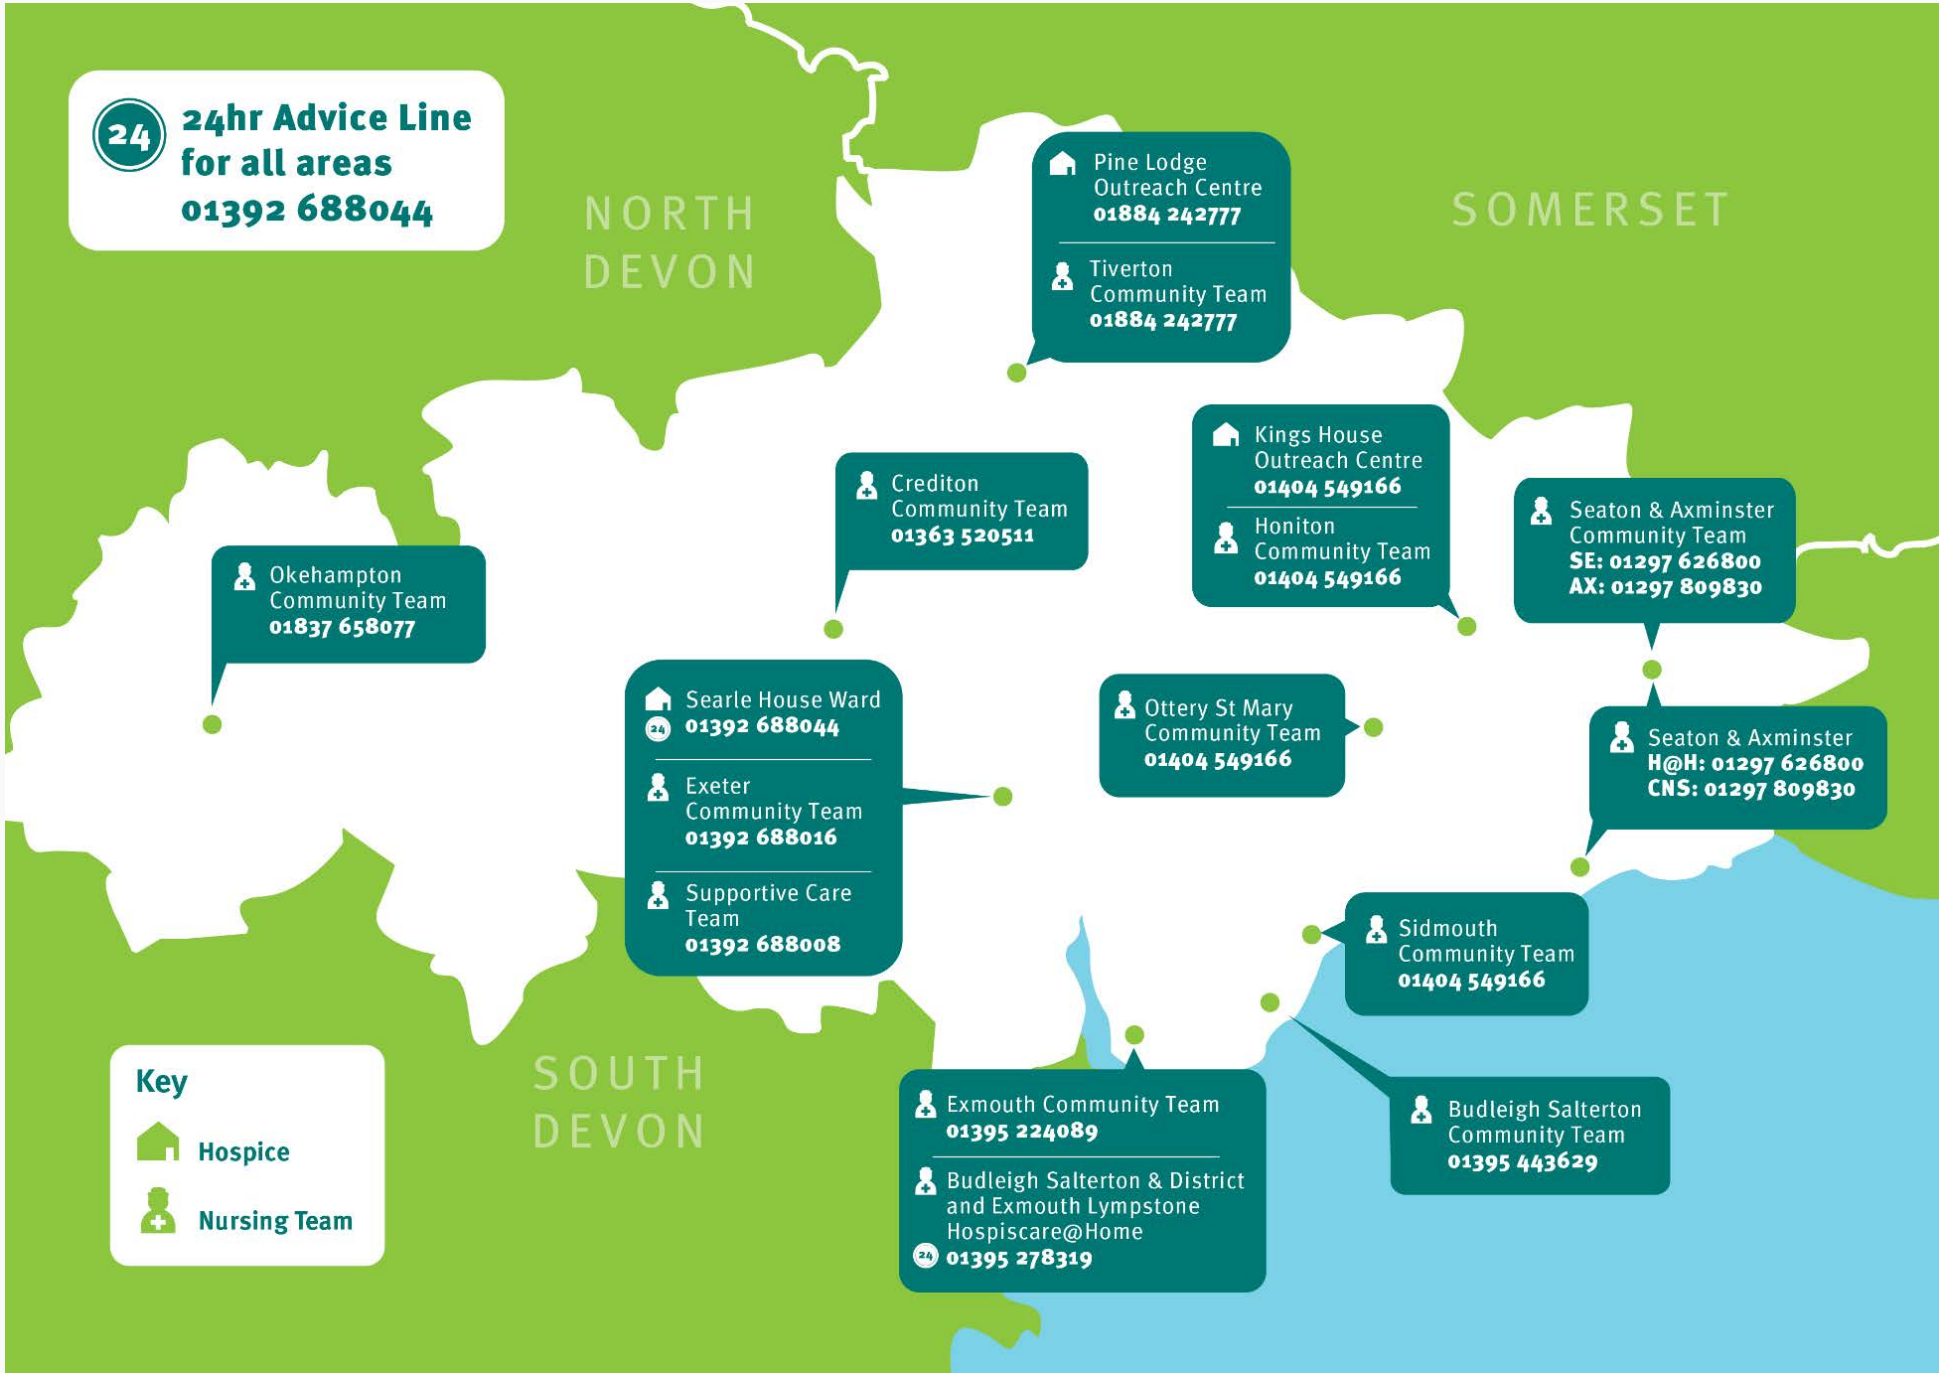 24
24hr Advice Line
for all areas
01392 688044
NORTH
DEVON
SOMERSET
Pine Lodge
Outreach Centre
01884 242777
Tiverton
Community Team
01884 242777
Kings House
Outreach Centre
01404 549166
Honiton
Community Team
01404 549166
Crediton
Community Team
01363 520511
Seaton & Axminster
Community Team
SE: 01297 626800
AX: 01297 809830
Okehampton
Community Team
01837 658077
Searle House Ward
24 01392 688044
Exeter
Community Team
01392 688016
Supportive Care
Team
01392 688008
Ottery St Mary
Community Team
01404 549166
Seaton & Axminster
H@H: 01297 626800
CNS: 01297 809830
Sidmouth
Community Team
01404 549166
SOUTH
DEVON
Key
Hospice
Nursing Team
Exmouth Community Team
01395 224089
Budleigh Salterton & District
and Exmouth Lympstone
Hospiscare@Home
24 01395 278319
Budleigh Salterton
Community Team
01395 443629